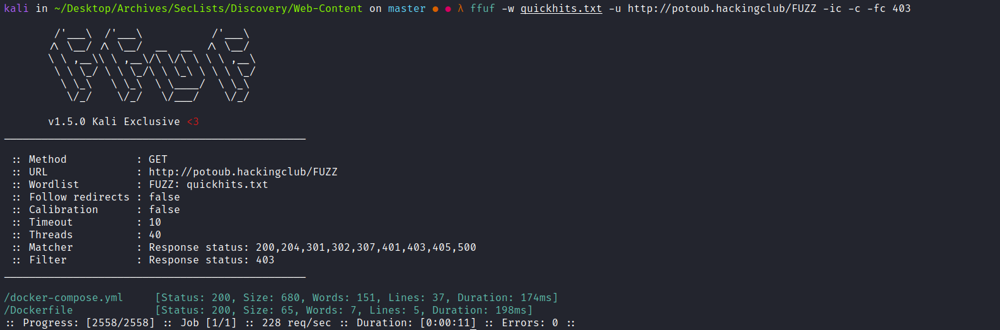 kali in ~/Desktop/Archives/SecLists/Discovery/Web-Content on master ● ● λ ffuf -w quickhits.txt -u http://potoub.hackingclub/FUZZ -ic -c -fc 403
        /'___\  /'___\           /'___\
       /\ \__/ /\ \__/  __  __  /\ \__/
       \ \ ,__\\ \ ,__\/\ \/\ \ \ \ ,__\
        \ \ \_/ \ \ \_/\ \ \_\ \ \ \ \_/
         \ \_\   \ \_\  \ \____/  \ \_\
          \/_/    \/_/   \/___/    \/_/
v1.5.0 Kali Exclusive <3
________________________________________________
:: Method           : GET
:: URL              : http://potoub.hackingclub/FUZZ
:: Wordlist         : FUZZ: quickhits.txt
:: Follow redirects : false
:: Calibration      : false
:: Timeout          : 10
:: Threads          : 40
:: Matcher          : Response status: 200,204,301,302,307,401,403,405,500
:: Filter           : Response status: 403
________________________________________________
/docker-compose.yml     [Status: 200, Size: 680, Words: 151, Lines: 37, Duration: 174ms]
/Dockerfile             [Status: 200, Size: 65, Words: 7, Lines: 5, Duration: 198ms]
:: Progress: [2558/2558] :: Job [1/1] :: 228 req/sec :: Duration: [0:00:11] :: Errors: 0 ::